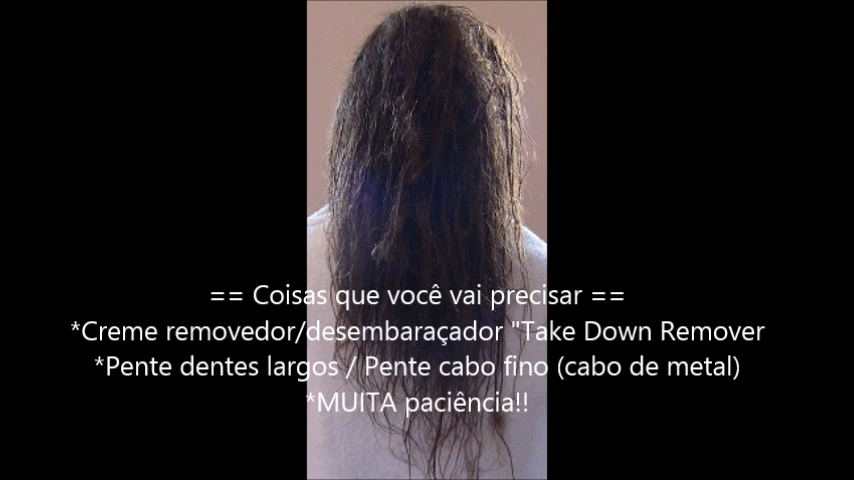 == Coisas que você vai precisar ==
*Creme removedor/desembaraçador "Take Down Remover
*Pente dentes largos / Pente cabo fino (cabo de metal)
*MUITA paciência!!